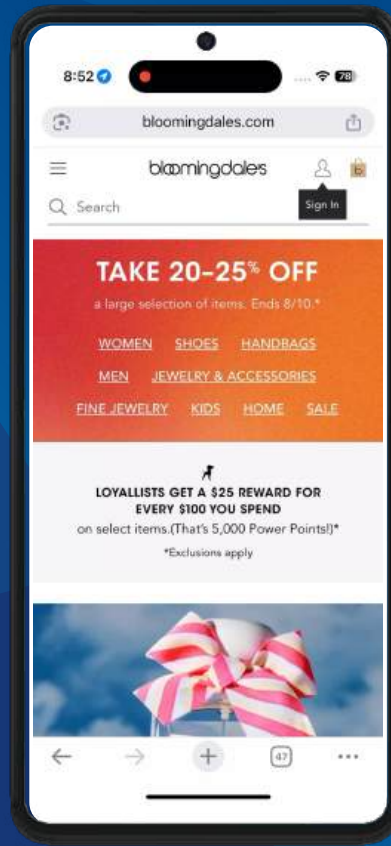 8:52
78
bloomingdales.com
bloomingdale's
b
Search
Sign In
TAKE 20-25% OFF
a large selection of items. Ends 8/10.*
WOMEN SHOES HANDBAGS
MEN JEWELRY & ACCESSORIES
FINE JEWELRY KIDS HOME SALE
LOYALLISTS GET A $25 REWARD FOR
EVERY $100 YOU SPEND
on select items.(That's 5,000 Power Points!)*
*Exclusions apply
47